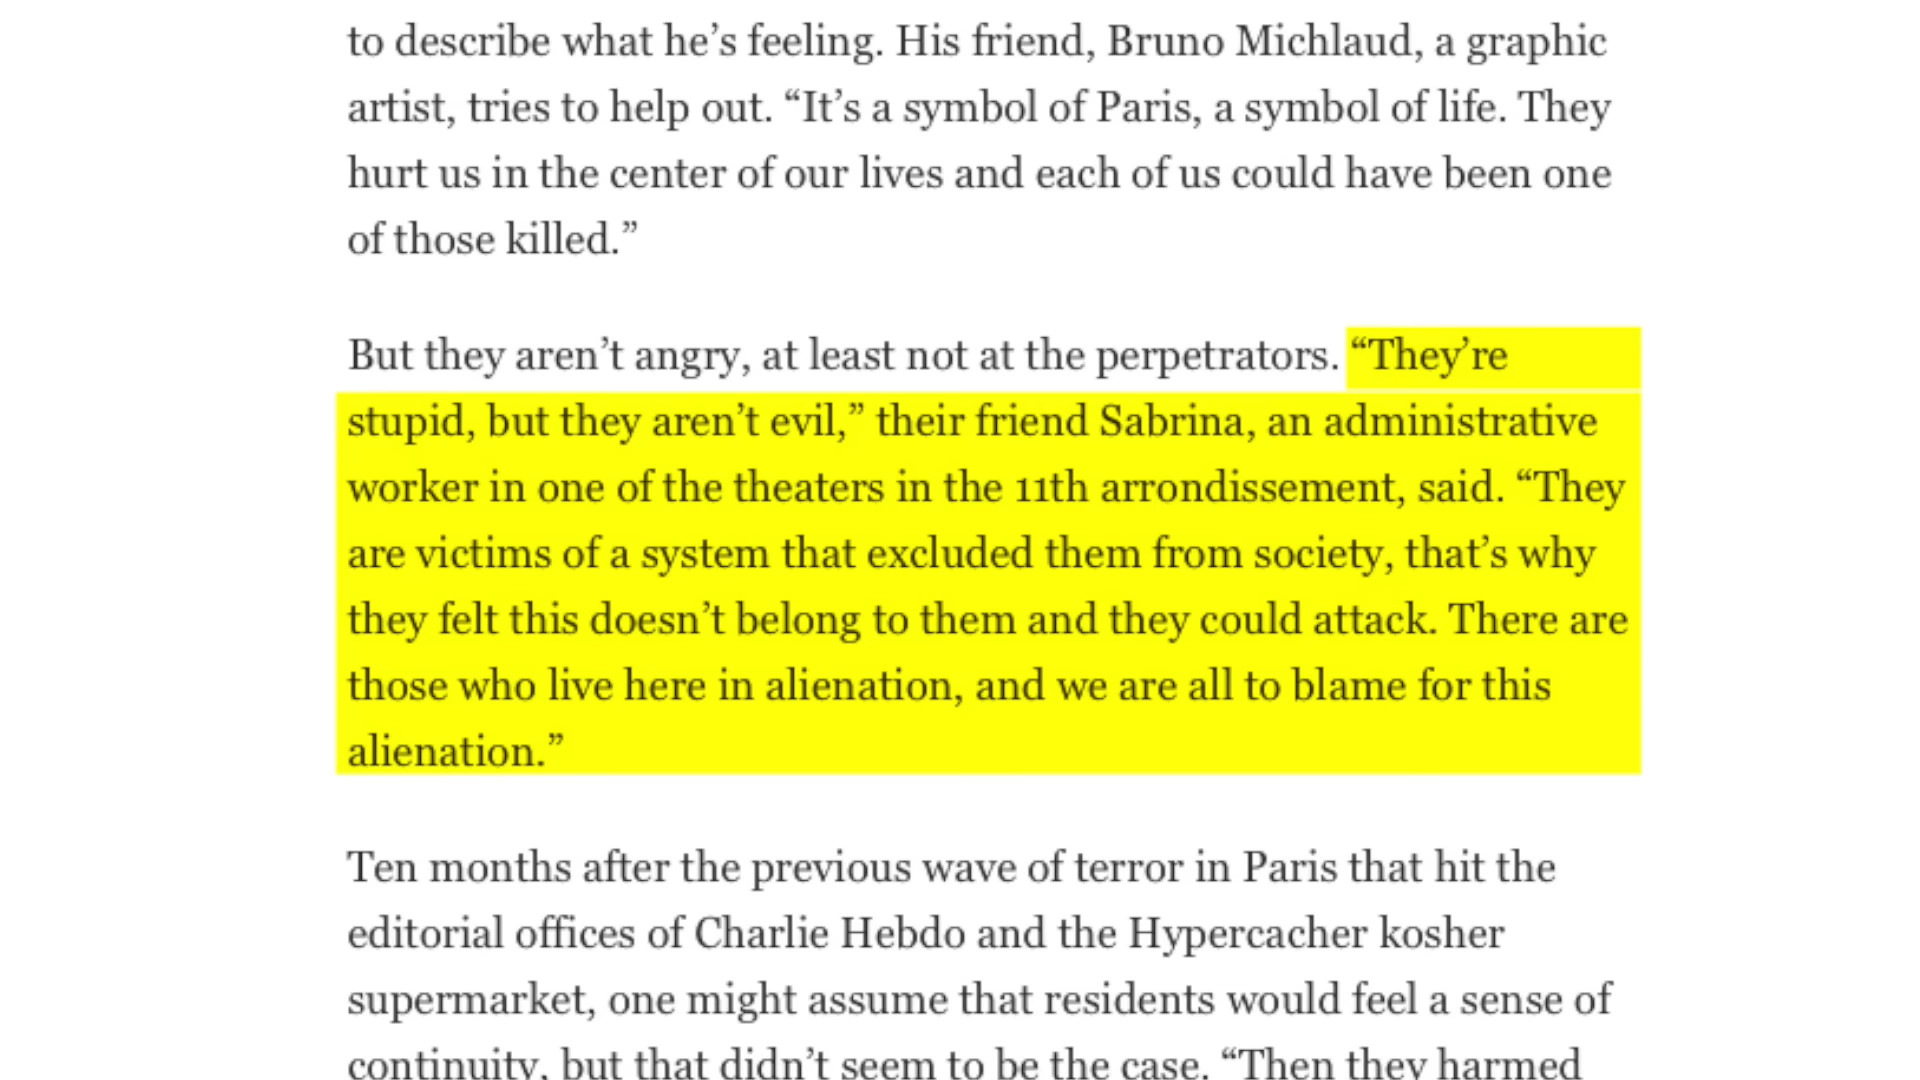 to describe what he’s feeling. His friend, Bruno Michlaud, a graphic
artist, tries to help out. “It’s a symbol of Paris, a symbol of life. They
hurt us in the center of our lives and each of us could have been one
of those killed.”
But they aren’t angry, at least not at the perpetrators. “They’re
stupid, but they aren’t evil,” their friend Sabrina, an administrative
worker in one of the theaters in the 11th arrondissement, said. “They
are victims of a system that excluded them from society, that’s why
they felt this doesn’t belong to them and they could attack. There are
those who live here in alienation, and we are all to blame for this
alienation.”
Ten months after the previous wave of terror in Paris that hit the
editorial offices of Charlie Hebdo and the Hypercacher kosher
supermarket, one might assume that residents would feel a sense of
continuity, but that didn’t seem to be the case. “Then they harmed